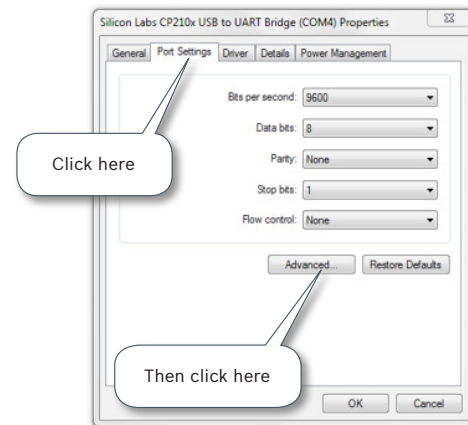 Silicon Labs CP210x USB to UART Bridge (COM4) Properties
General Port Settings Driver Details Power Management
Bits per second: 9600
Data bits: 8
Click here
Parity: None
Stop bits: 1
Flow control: None
Advanced... Restore Defaults
Then click here
OK Cancel